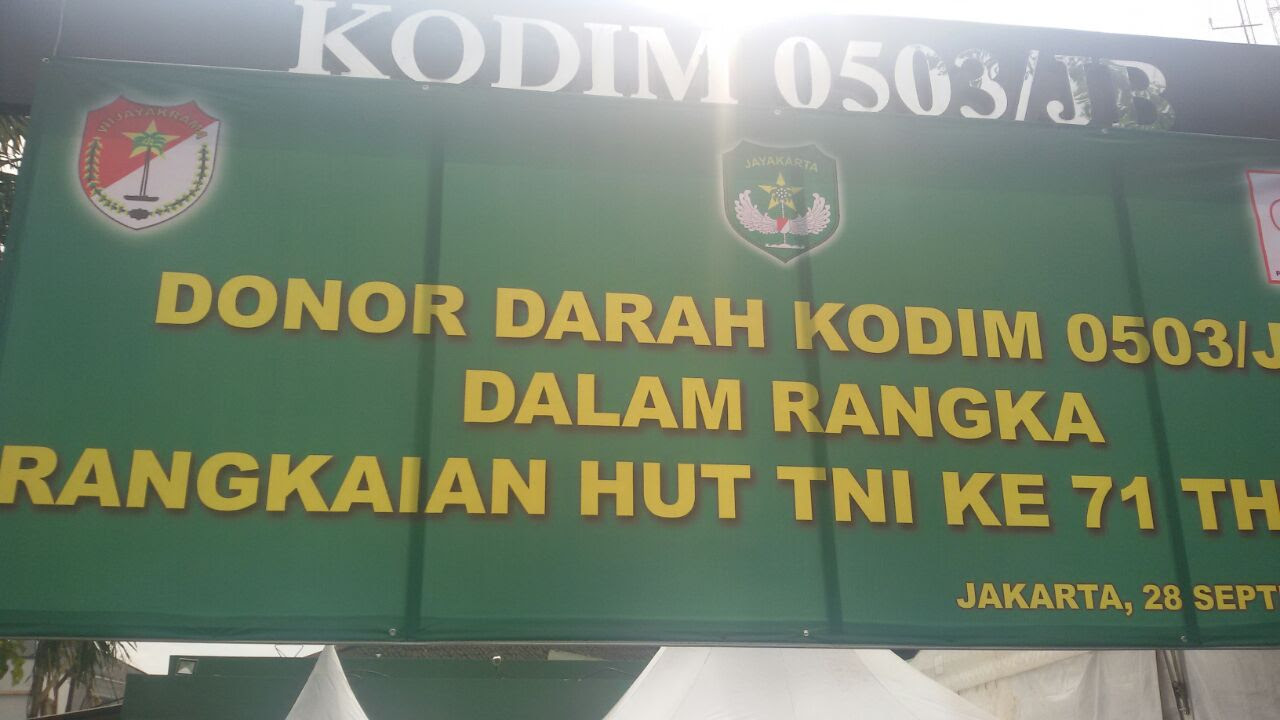 KODIM 0503/JB
WIJAYAKRAMA
JAYAKARTA
DONOR DARAH KODIM 0503/J
DALAM RANGKA
RANGKAIAN HUT TNI KE 71 TH
JAKARTA, 28 SEPT